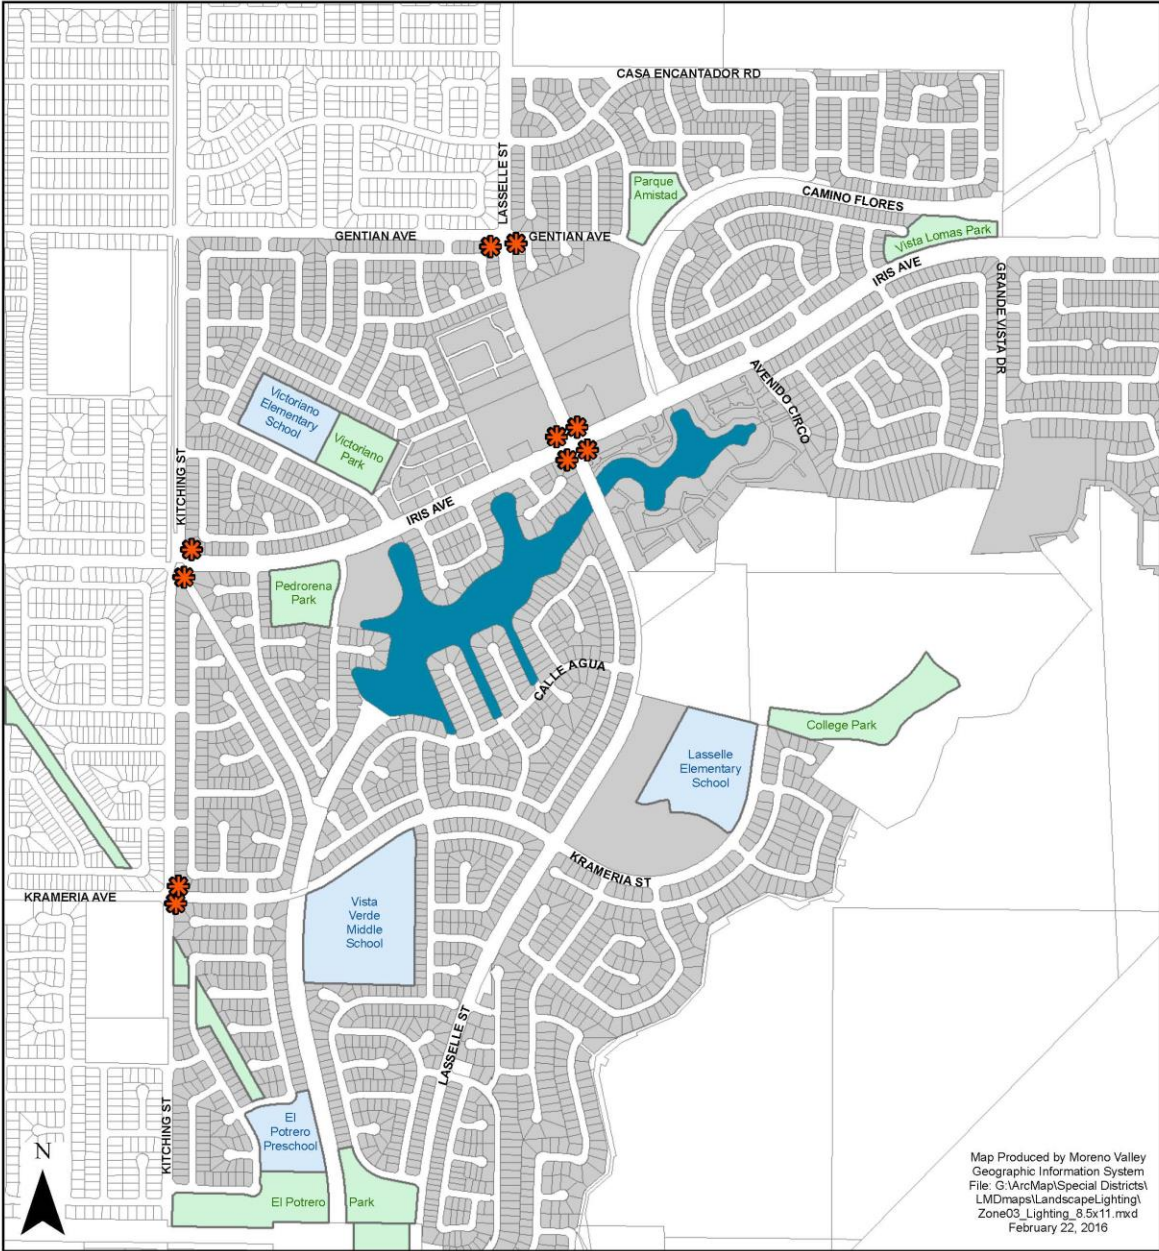 CASA ENCANTADOR RD
LASSELLE ST
Parque
Amistad
CAMINO FLORES
GENTIAN AVE
GENTIAN AVE
Vista Lomas Park
IRIS AVE
GRANDE VISTA DR
AVENIDO CIRCO
Victoriano
Elementary
School
Victoriano
Park
KITCHING ST
IRIS AVE
Pedrorena
Park
CALLE AGUA
College Park
Lasselle
Elementary
School
KRAMERIA ST
KRAMERIA AVE
Vista
Verde
Middle
School
LASSELLE ST
KITCHING ST
El
Potrero
Preschool
El Potrero Park
N
Map Produced by Moreno Valley
Geographic Information System
File: G:\ArcMap\Special Districts\
LMDmaps\LandscapeLighting\
Zone03_Lighting_8.5x11.mxd
February 22, 2016